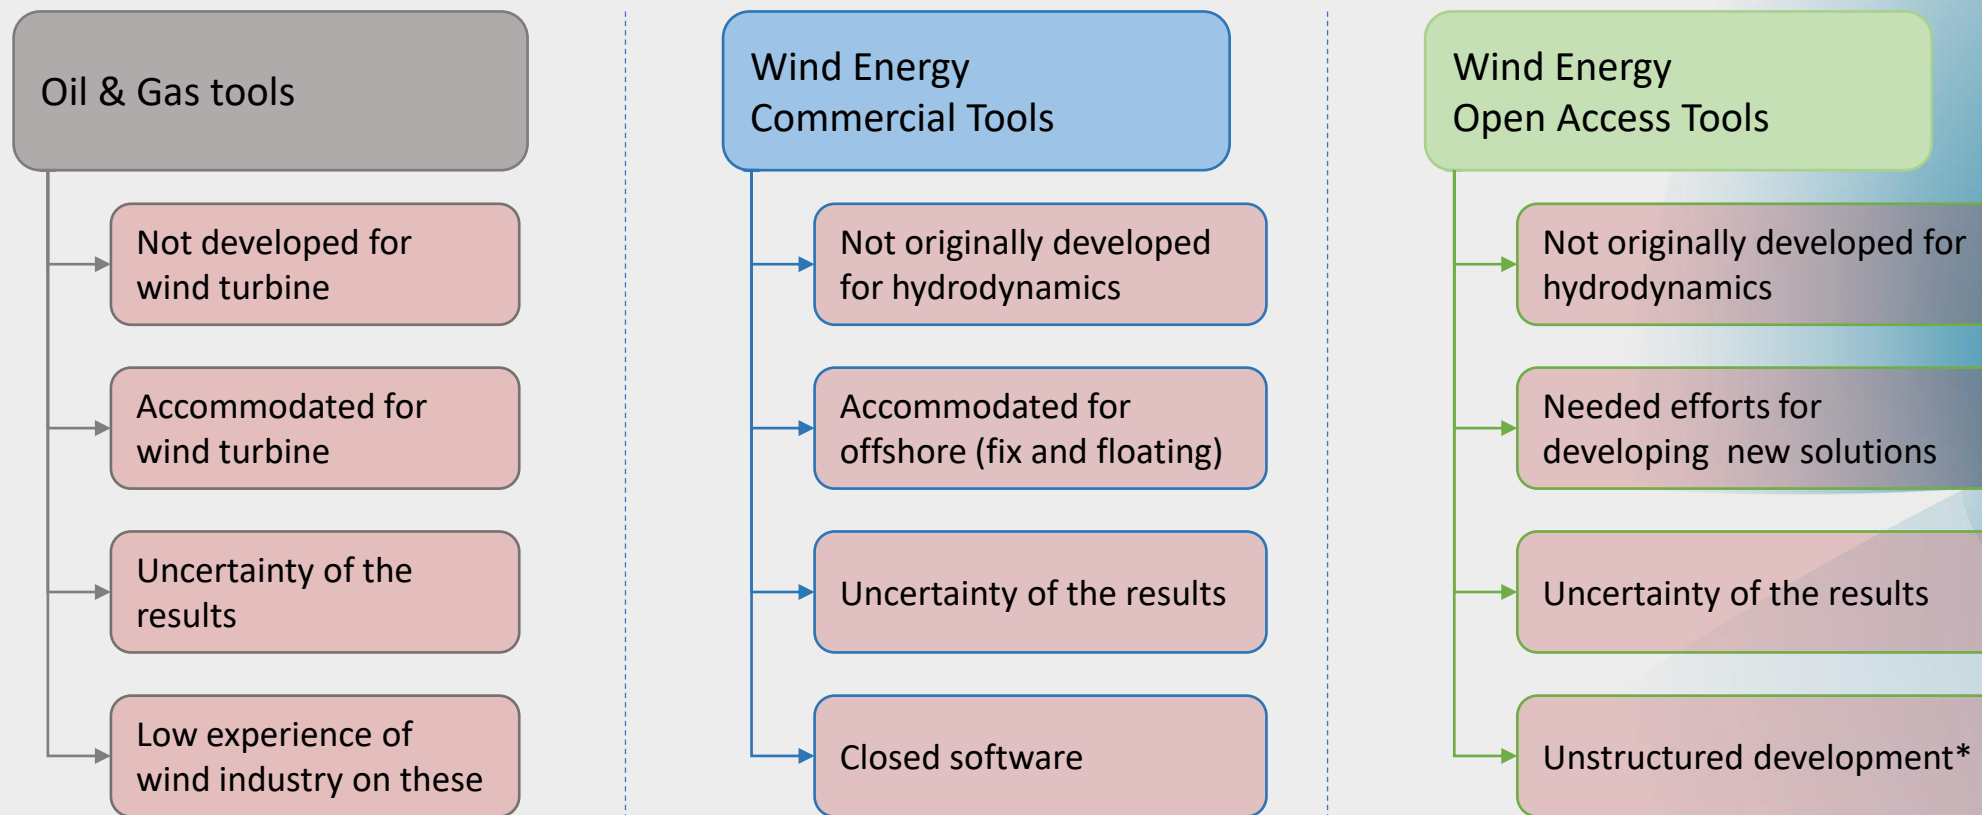 Oil & Gas tools
Not developed for
wind turbine
Accommodated for
wind turbine
Uncertainty of the
results
Low experience of
wind industry on these
Wind Energy
Commercial Tools
Not originally developed
for hydrodynamics
Accommodated for
offshore (fix and floating)
Uncertainty of the results
Closed software
Wind Energy
Open Access Tools
Not originally developed for
hydrodynamics
Needed efforts for
developing  new solutions
Uncertainty of the results
Unstructured development*